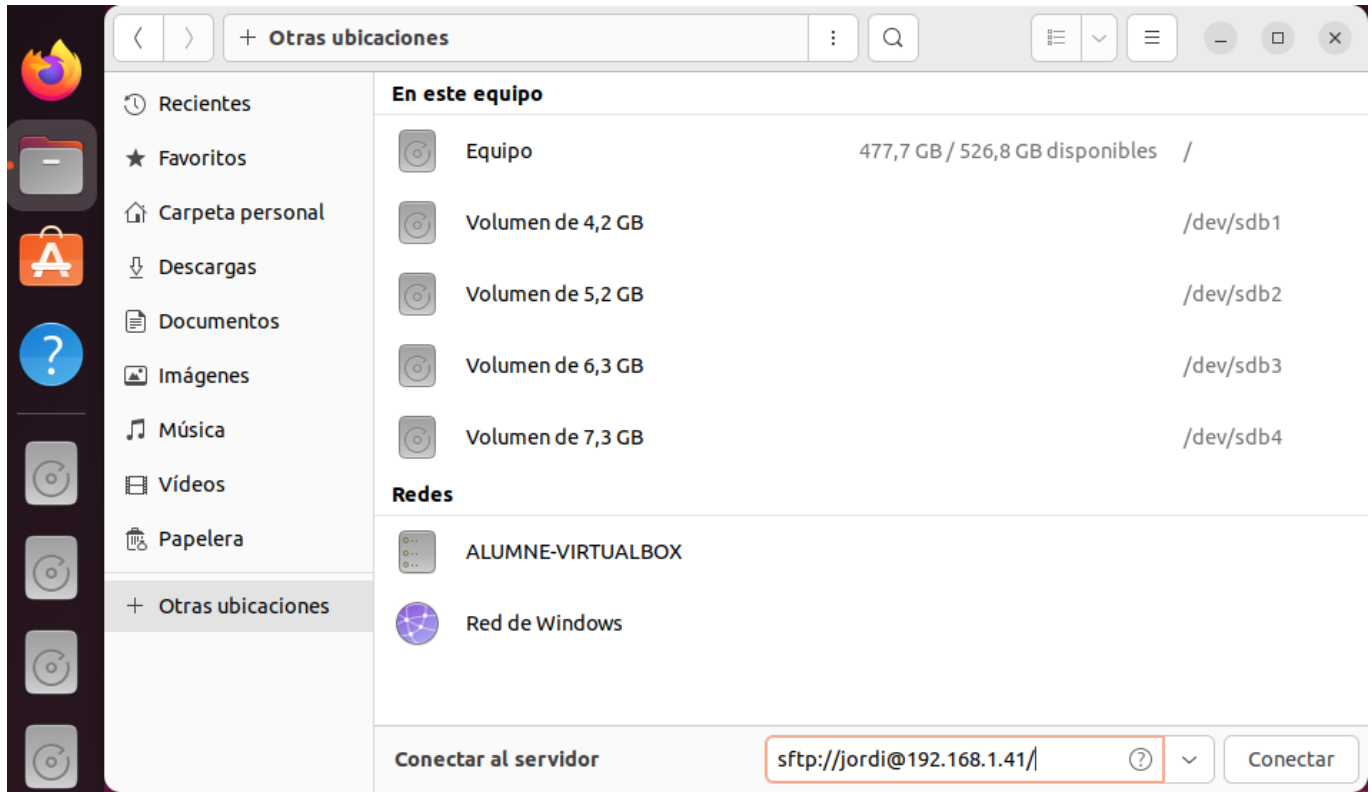 + Otras ubicaciones
Recientes
Favoritos
Carpeta personal
Descargas
Documentos
Imágenes
Música
Vídeos
Papelera
+ Otras ubicaciones
En este equipo
Equipo 477,7 GB / 526,8 GB disponibles /
Volumen de 4,2 GB /dev/sdb1
Volumen de 5,2 GB /dev/sdb2
Volumen de 6,3 GB /dev/sdb3
Volumen de 7,3 GB /dev/sdb4
Redes
ALUMNE-VIRTUALBOX
Red de Windows
Conectar al servidor sftp://jordi@192.168.1.41/ Conectar